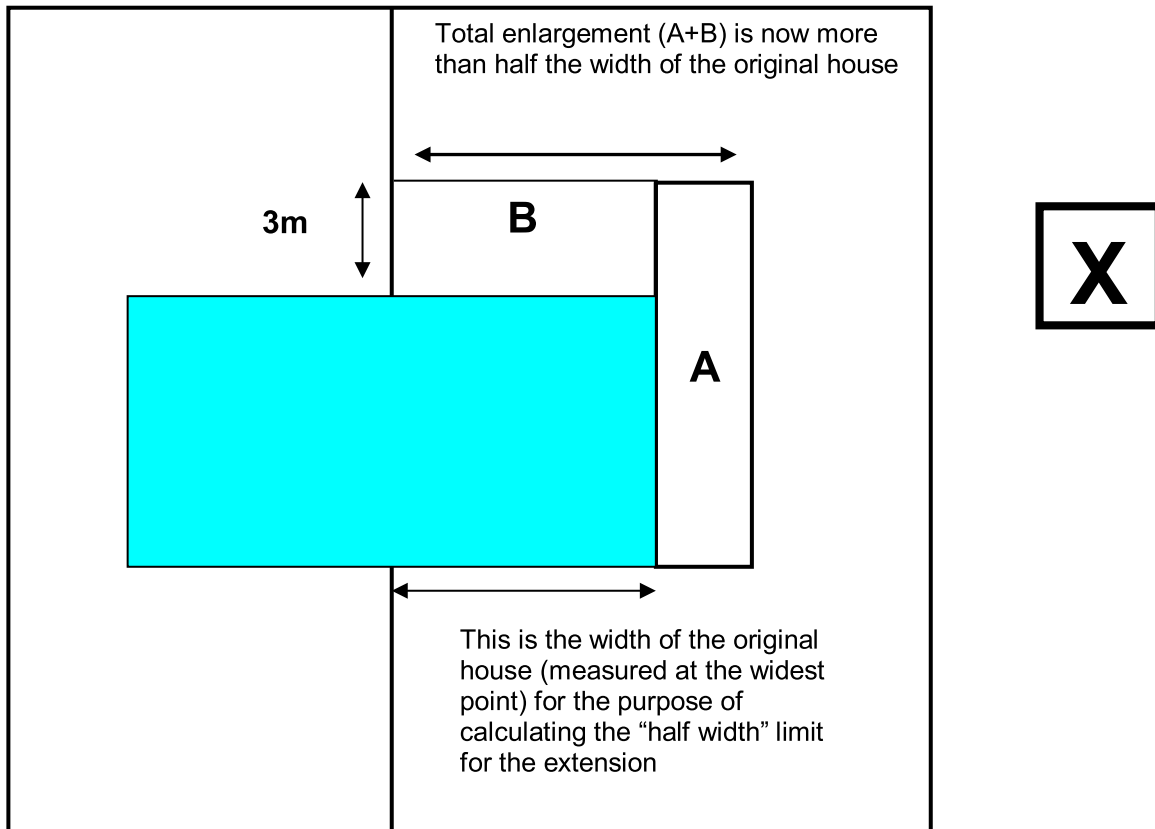 Total enlargement (A+B) is now more
than half the width of the original house
3m
B
X
A
This is the width of the original
house (measured at the widest
point) for the purpose of
calculating the “half width” limit
for the extension